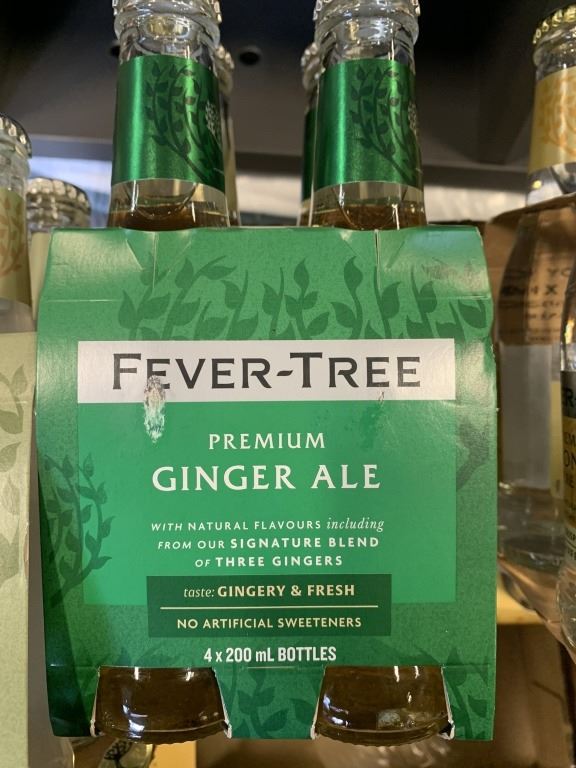 FEVER-TREE
PREMIUM
GINGER ALE
WITH NATURAL FLAVOURS including
FROM OUR SIGNATURE BLEND
OF THREE GINGERS
taste: GINGERY & FRESH
NO ARTIFICIAL SWEETENERS
4 x 200 mL BOTTLES